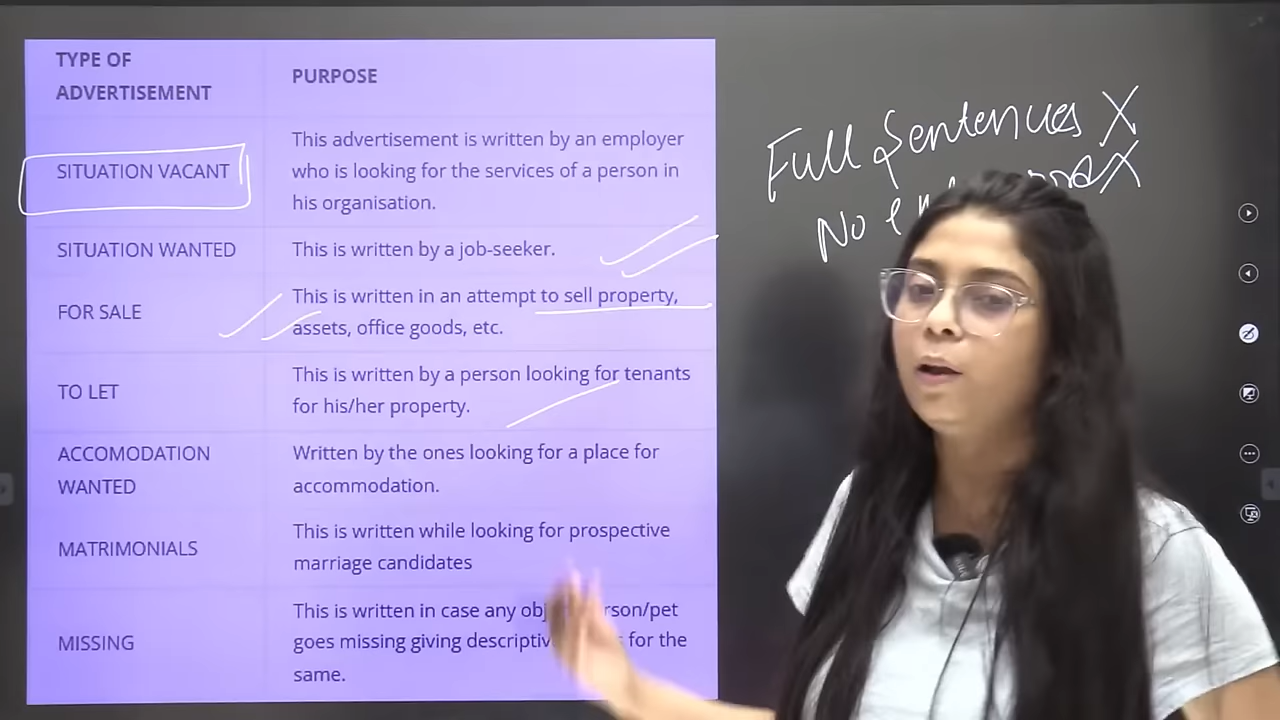 TYPE OF
ADVERTISEMENT
PURPOSE
SITUATION VACANT
This advertisement is written by an employer
who is looking for the services of a person in
his organisation.
SITUATION WANTED
This is written by a job-seeker.
FOR SALE
This is written in an attempt to sell property,
assets, office goods, etc.
TO LET
This is written by a person looking for tenants
for his/her property.
ACCOMODATION
WANTED
Written by the ones looking for a place for
accommodation.
MATRIMONIALS
This is written while looking for prospective
marriage candidates
MISSING
This is written in case any
goes missing giving for the
same.
Full Sentences X
No